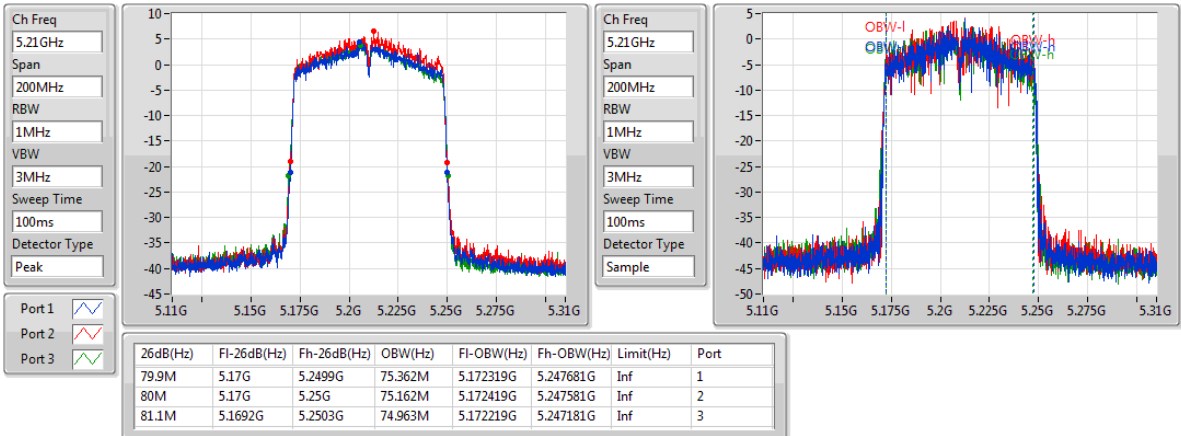 Ch Freq
5.21GHz
Span
200MHz
RBW
1MHz
VBW
3MHz
Sweep Time
100ms
Detector Type
Peak
Port 1
Port 2
Port 3
10
5
0
-5
-10
-15
-20
-25
-30
-35
-40
-45
5.11G 5.15G 5.175G 5.2G 5.225G 5.25G 5.275G 5.31G
Ch Freq
5.21GHz
Span
200MHz
RBW
1MHz
VBW
3MHz
Sweep Time
100ms
Detector Type
Sample
5
0
-5
-10
-15
-20
-25
-30
-35
-40
-45
-50
OBW-l
OBW-h
5.11G 5.15G 5.175G 5.2G 5.225G 5.25G 5.275G 5.31G
26dB(Hz) Fl-26dB(Hz) Fh-26dB(Hz) OBW(Hz) Fl-OBW(Hz) Fh-OBW(Hz) Limit(Hz) Port
79.9M 5.17G 5.2499G 75.362M 5.172319G 5.247681G Inf 1
80M 5.17G 5.25G 75.162M 5.172419G 5.247581G Inf 2
81.1M 5.1692G 5.2503G 74.963M 5.172219G 5.247181G Inf 3